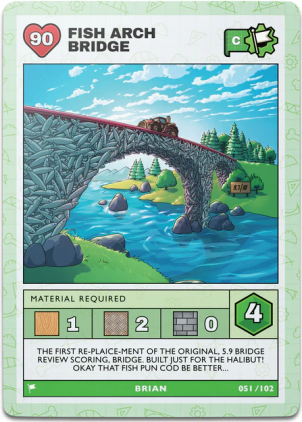 90
FISH ARCH
BRIDGE
C
MATERIAL REQUIRED
1
2
0
4
THE FIRST RE-PLAICE-MENT OF THE ORIGINAL, 5.9 BRIDGE
REVIEW SCORING, BRIDGE. BUILT JUST FOR THE HALIBUT!
OKAY THAT FISH PUN COD BE BETTER...
BRIAN
051/102